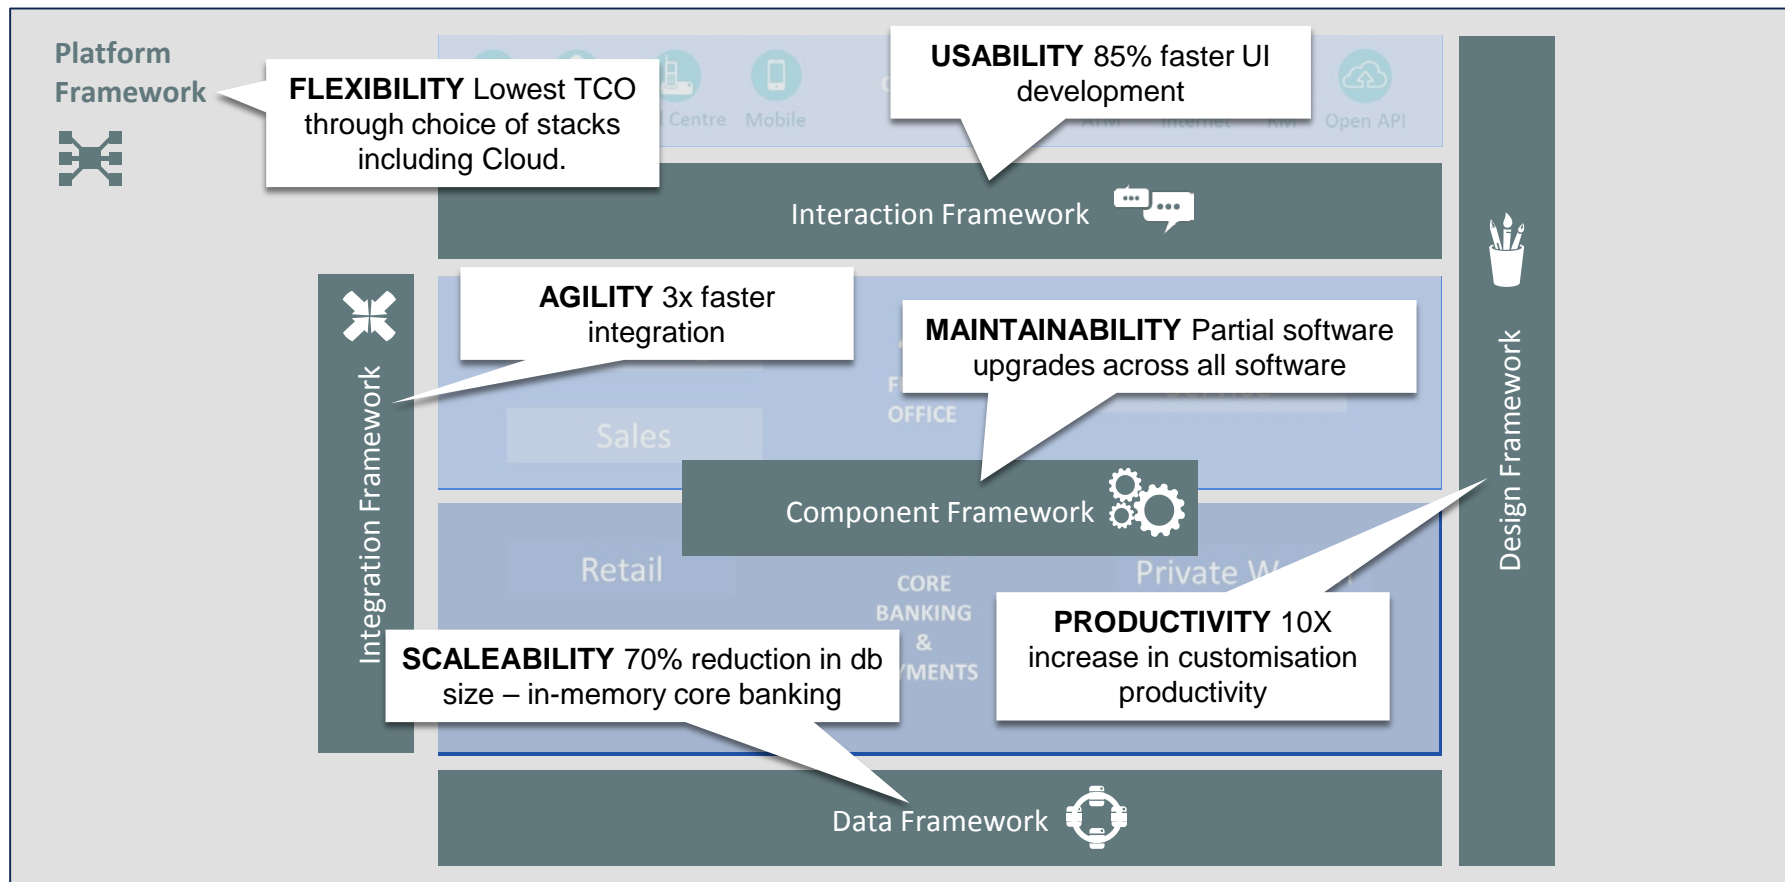 Platform
Framework
FLEXIBILITY Lowest TCO
through choice of stacks
including Cloud.
USABILITY 85% faster UI
development
Centre
Mobile
Internet
RM
Open API
Interaction Framework
AGILITY 3x faster
integration
MAINTAINABILITY Partial software
upgrades across all software
OFFICE
Sales
Integration Framework
Component Framework
Design Framework
Retail
Private
CORE
BANKING
&
SCALEABILITY 70% reduction in db
size – in-memory core banking
PRODUCTIVITY 10X
increase in customisation
productivity
Data Framework